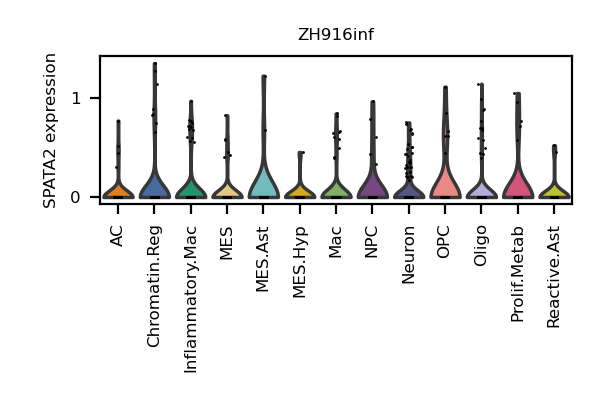 ZH916inf
SPATA2 expression
1
0
AC
Chromatin.Reg
Inflammatory.Mac
MES
MES.Ast
MES.Hyp
Mac
NPC
Neuron
OPC
Oligo
Prolif.Metab
Reactive.Ast